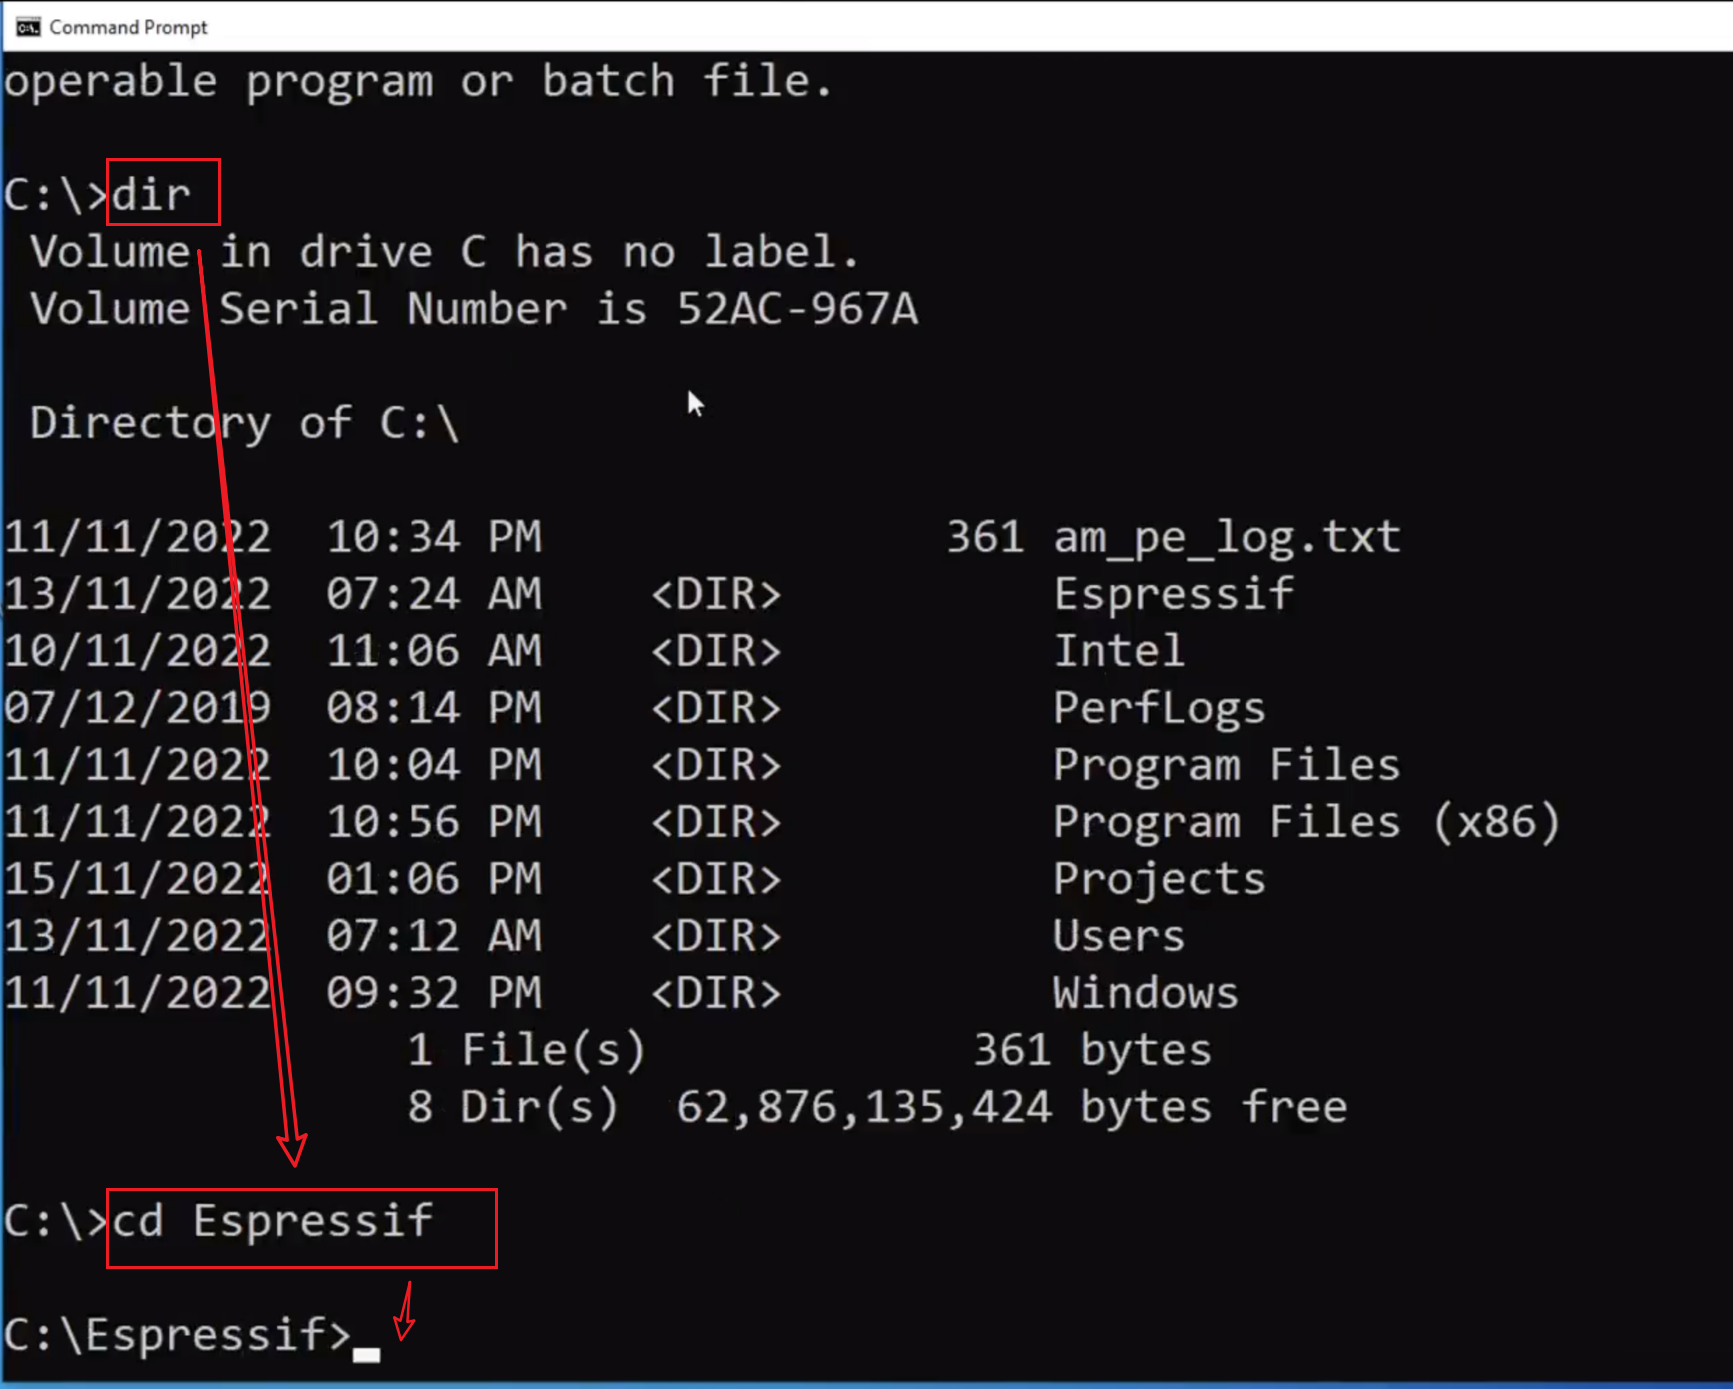 Command Prompt
operable program or batch file.
C:\>dir
Volume in drive C has no label.
Volume Serial Number is 52AC-967A
Directory of C:\
11/11/2022  10:34 PM               361 am_pe_log.txt
13/11/2022  07:24 AM    <DIR>          Espressif
10/11/2022  11:06 AM    <DIR>          Intel
07/12/2019  08:14 PM    <DIR>          PerfLogs
11/11/2022  10:04 PM    <DIR>          Program Files
11/11/2022  10:56 PM    <DIR>          Program Files (x86)
15/11/2022  01:06 PM    <DIR>          Projects
13/11/2022  07:12 AM    <DIR>          Users
11/11/2022  09:32 PM    <DIR>          Windows
1 File(s)            361 bytes
8 Dir(s)  62,876,135,424 bytes free
C:\>cd Espressif
C:\Espressif>